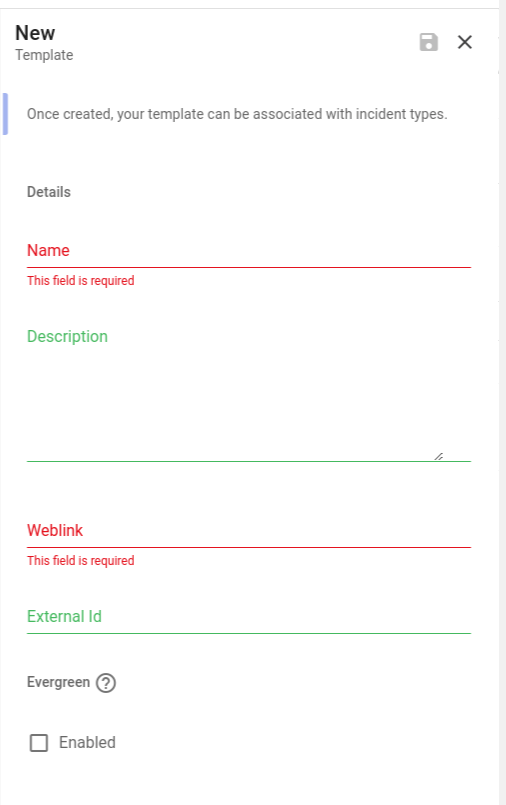 New
Template
Once created, your template can be associated with incident types.
Details
Name
This field is required
Description
Weblink
This field is required
External Id
Evergreen ?
Enabled